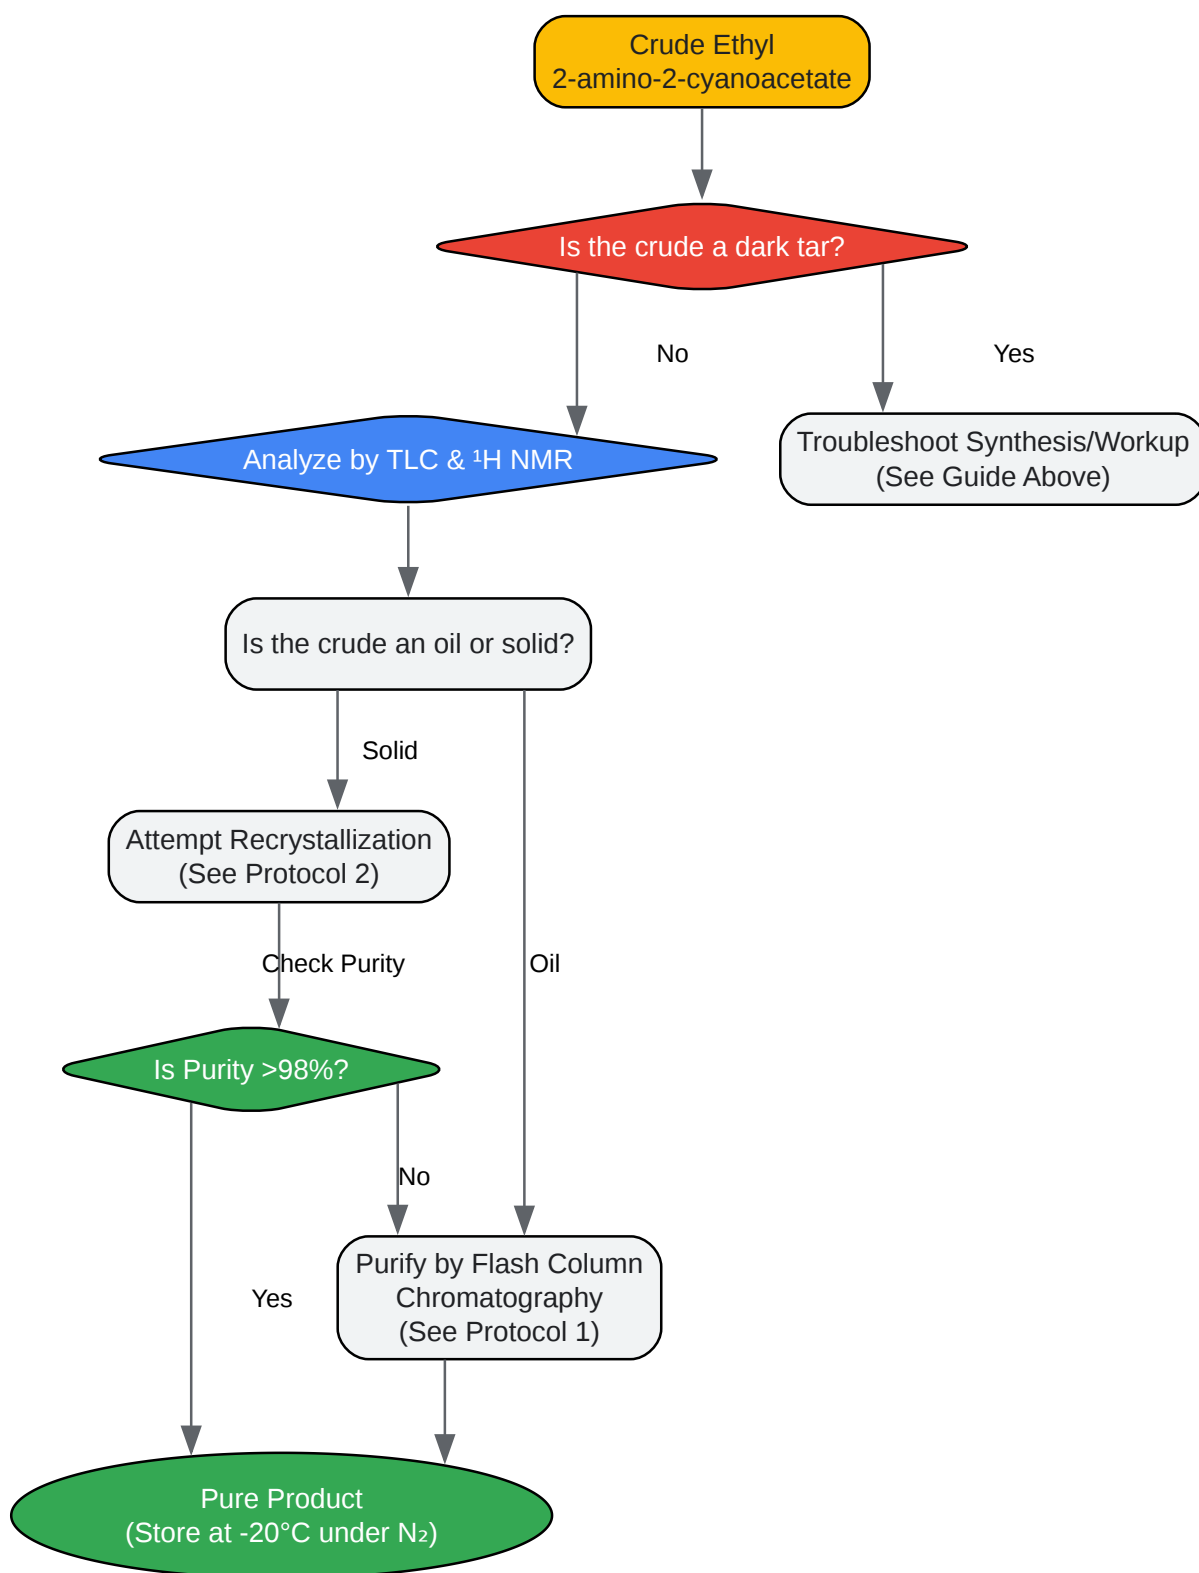 Crude Ethyl
2-amino-2-cyanoacetate
Is the crude a dark tar?
No
Yes
Analyze by TLC & ¹H NMR
Troubleshoot Synthesis/Workup
(See Guide Above)
Is the crude an oil or solid?
Solid
Attempt Recrystallization
(See Protocol 2)
Check Purity
Oil
Is Purity >98%?
No
Purify by Flash Column
Chromatography
(See Protocol 1)
Yes
Pure Product
(Store at -20°C under N₂)